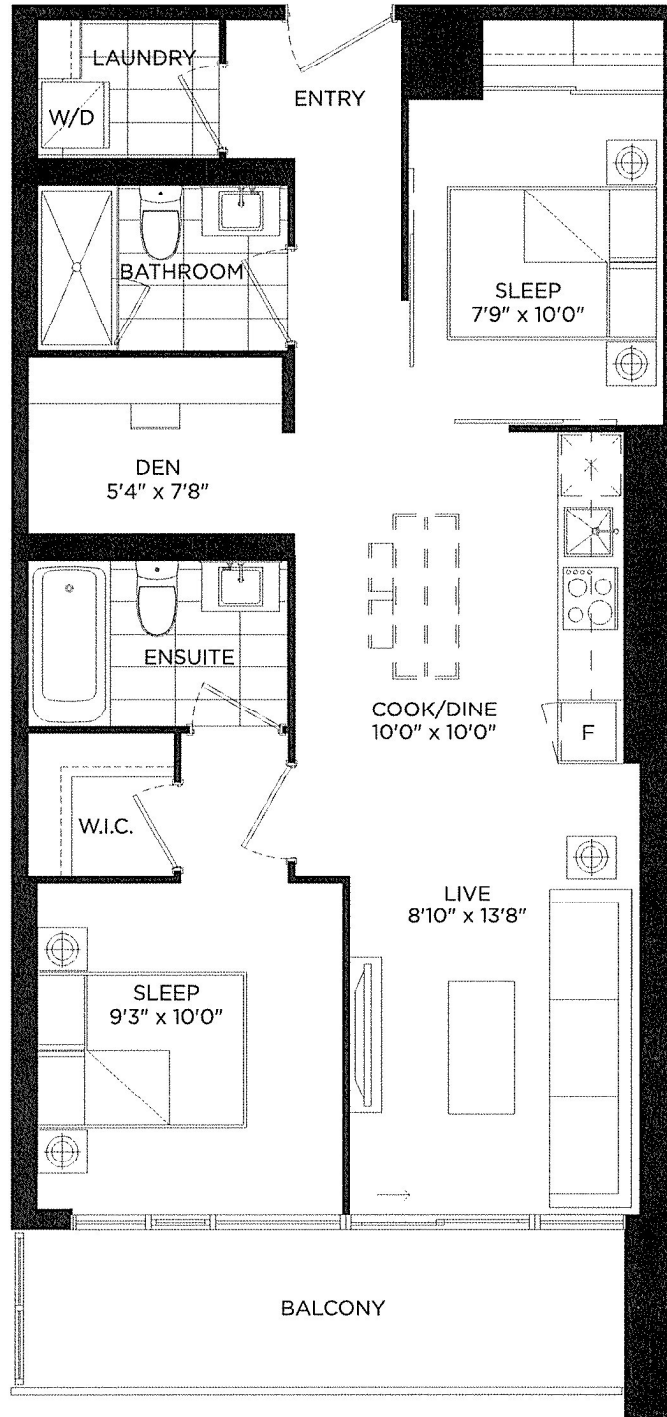 LAUNDRY
W/D
ENTRY
BATHROOM
SLEEP
7'9" x 10'0"
DEN
5'4" x 7'8"
ENSUITE
COOK/DINE
10'0" x 10'0"
F
W.I.C.
LIVE
8'10" x 13'8"
SLEEP
9'3" x 10'0"
BALCONY